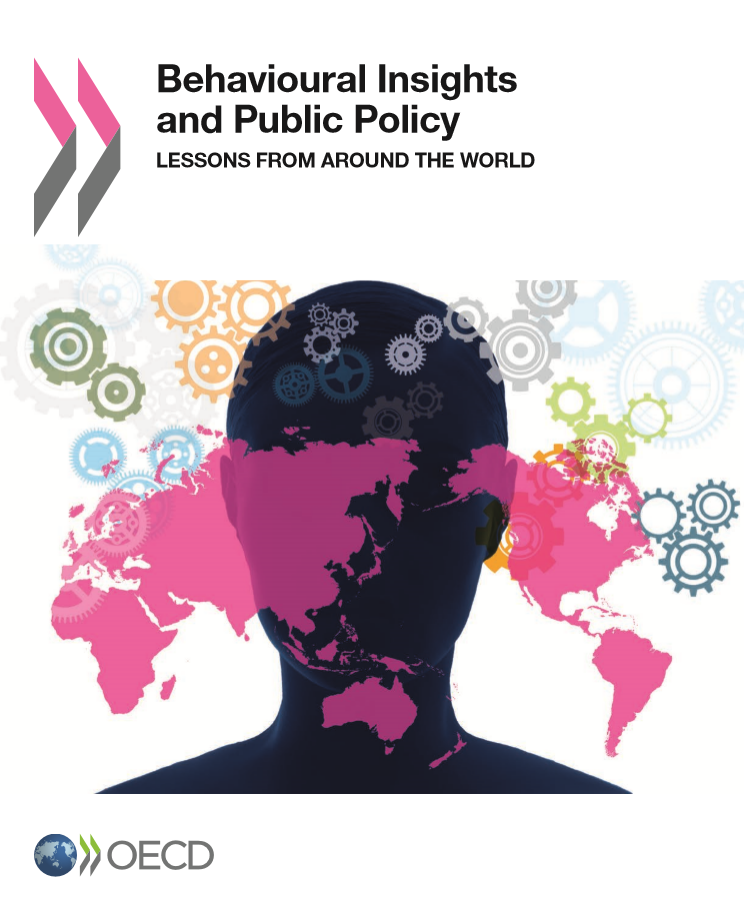 Behavioural Insights
and Public Policy
LESSONS FROM AROUND THE WORLD
OECD